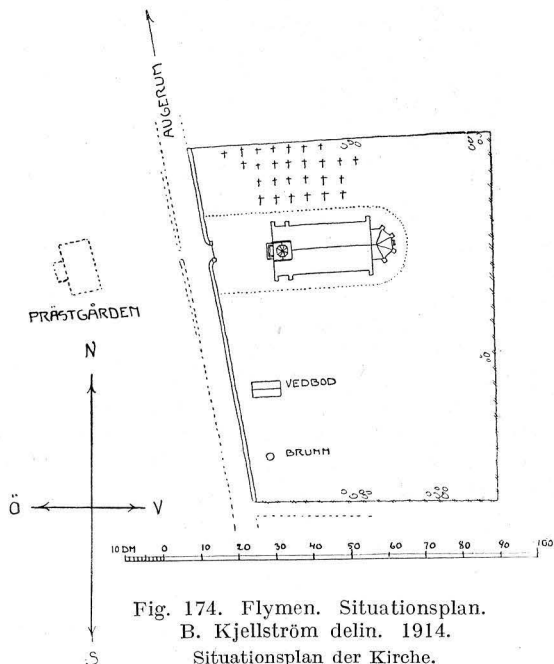 AUGERUM
PRÄSTGÅRDEN
N
Ö V
S
VEDBOD
BRUNN
10 DM 0 10 20 30 40 50 60 70 80 90 100
Fig. 174. Flymen. Situationsplan.
B. Kjellström delin. 1914.
Situationsplan der Kirche.